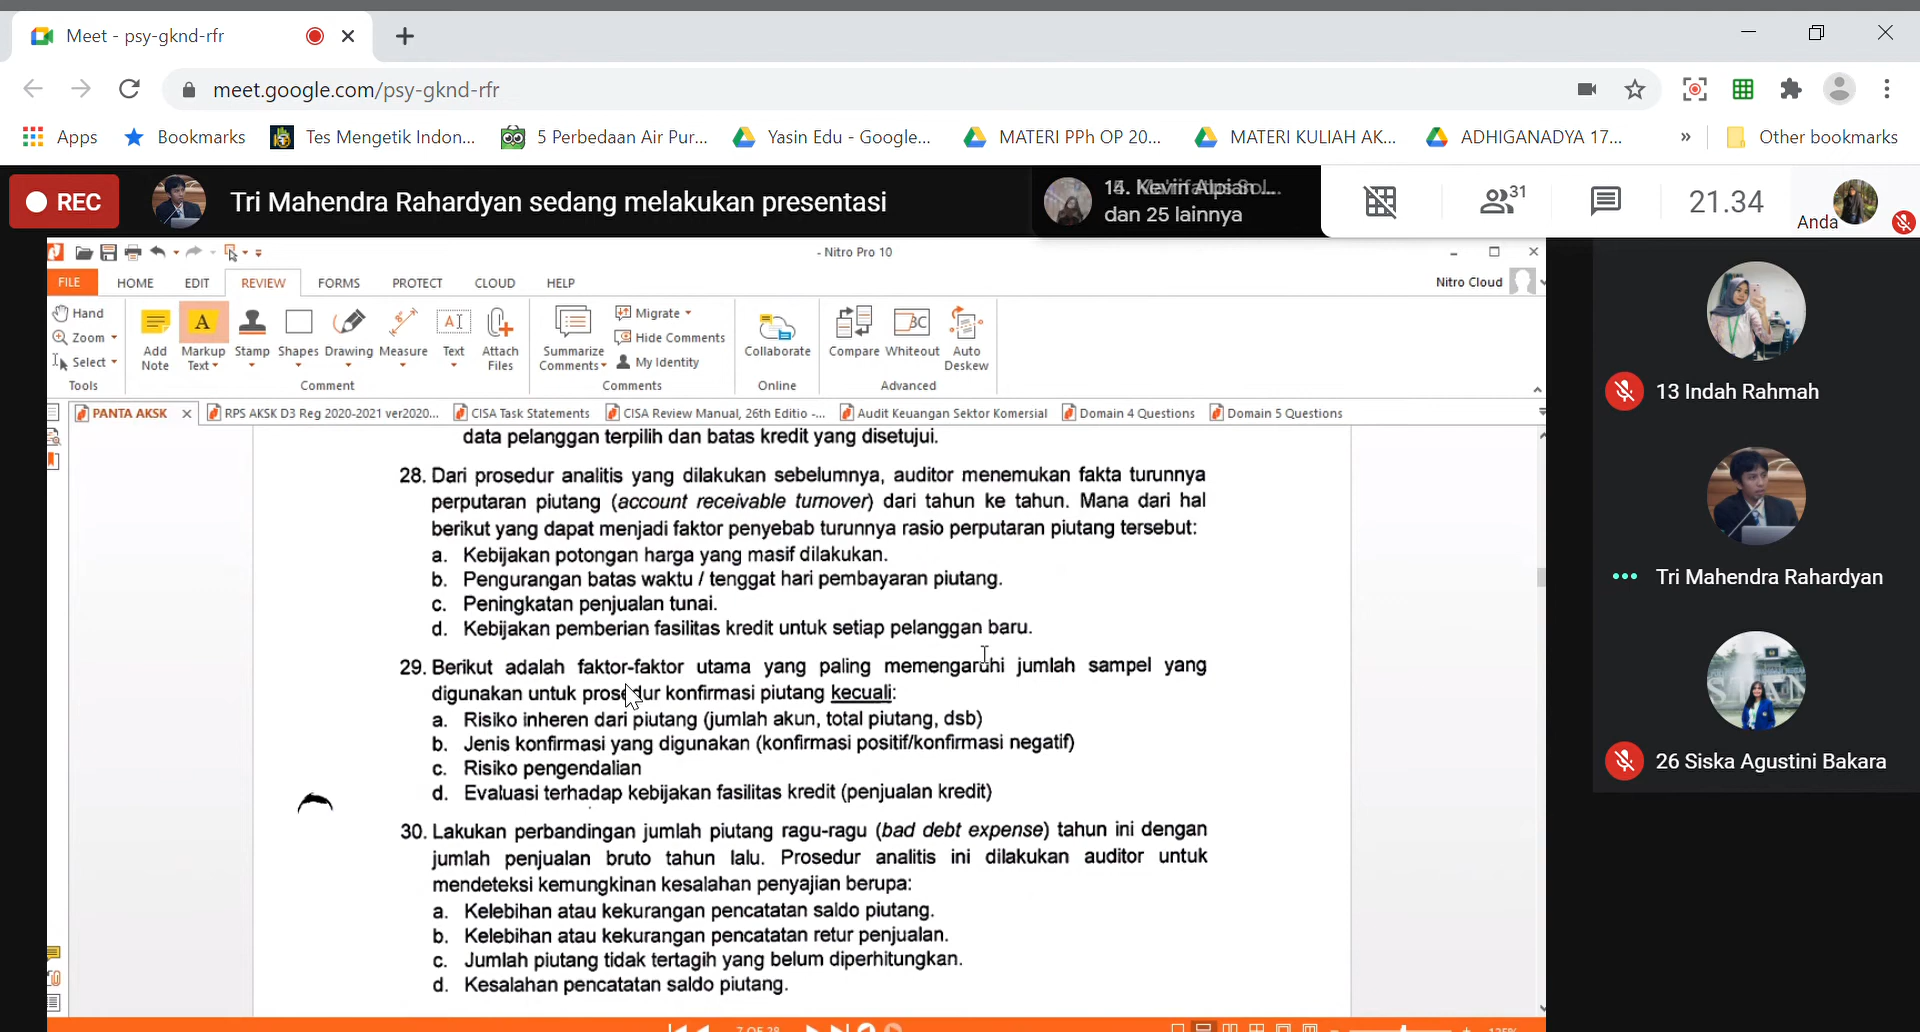 Meet - psy-gknd-rfr
meet.google.com/psy-gknd-rfr
Apps Bookmarks Tes Mengetik Indon... 5 Perbedaan Air Pur... Yasin Edu - Google... MATERI PPh OP 20... MATERI KULIAH AK... ADHIGANADYA 17... » Other bookmarks
REC Tri Mahendra Rahardyan sedang melakukan presentasi
dan 25 lainnya
31
21.34
Anda
- Nitro Pro 10
FILE HOME EDIT REVIEW FORMS PROTECT CLOUD HELP Nitro Cloud
Hand
Zoom
Select
Tools
Add Note
Markup Text
Stamp
Shapes
Drawing
Measure
Text
Attach Files
Comment
Summarize Comments
Migrate
Hide Comments
My Identity
Comments
Collaborate
Online
Compare
Whiteout
Auto Deskew
Advanced
PANTA AKSK RPS AKSK D3 Reg 2020-2021 ver2020... CISA Task Statements CISA Review Manual, 26th Editio -... Audit Keuangan Sektor Komersial Domain 4 Questions Domain 5 Questions
data pelanggan terpilih dan batas kredit yang disetujui.
28. Dari prosedur analitis yang dilakukan sebelumnya, auditor menemukan fakta turunnya
perputaran piutang (account receivable turnover) dari tahun ke tahun. Mana dari hal
berikut yang dapat menjadi faktor penyebab turunnya rasio perputaran piutang tersebut:
a. Kebijakan potongan harga yang masif dilakukan.
b. Pengurangan batas waktu / tenggat hari pembayaran piutang.
c. Peningkatan penjualan tunai.
d. Kebijakan pemberian fasilitas kredit untuk setiap pelanggan baru.
29. Berikut adalah faktor-faktor utama yang paling memengaruhi jumlah sampel yang
digunakan untuk prosedur konfirmasi piutang kecuali:
a. Risiko inheren dari piutang (jumlah akun, total piutang, dsb)
b. Jenis konfirmasi yang digunakan (konfirmasi positif/konfirmasi negatif)
c. Risiko pengendalian
d. Evaluasi terhadap kebijakan fasilitas kredit (penjualan kredit)
30. Lakukan perbandingan jumlah piutang ragu-ragu (bad debt expense) tahun ini dengan
jumlah penjualan bruto tahun lalu. Prosedur analitis ini dilakukan auditor untuk
mendeteksi kemungkinan kesalahan penyajian berupa:
a. Kelebihan atau kekurangan pencatatan saldo piutang.
b. Kelebihan atau kekurangan pencatatan retur penjualan.
c. Jumlah piutang tidak tertagih yang belum diperhitungkan.
d. Kesalahan pencatatan saldo piutang.
7 OF 28
125%
13 Indah Rahmah
Tri Mahendra Rahardyan
26 Siska Agustini Bakara